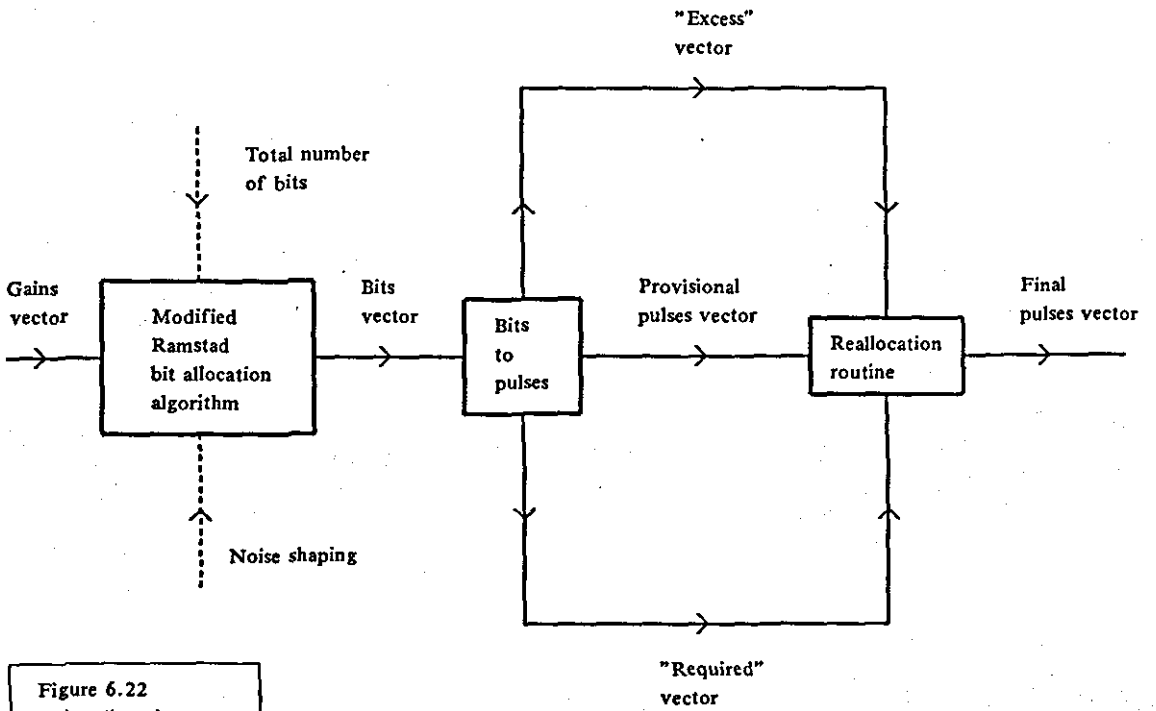 "Excess"
vector
Total number
of bits
Gains
vector
Modified
Ramstad
bit allocation
algorithm
Bits
vector
Bits
to
pulses
Provisional
pulses vector
Reallocation
routine
Final
pulses vector
Noise shaping
"Required"
vector
Figure 6.22